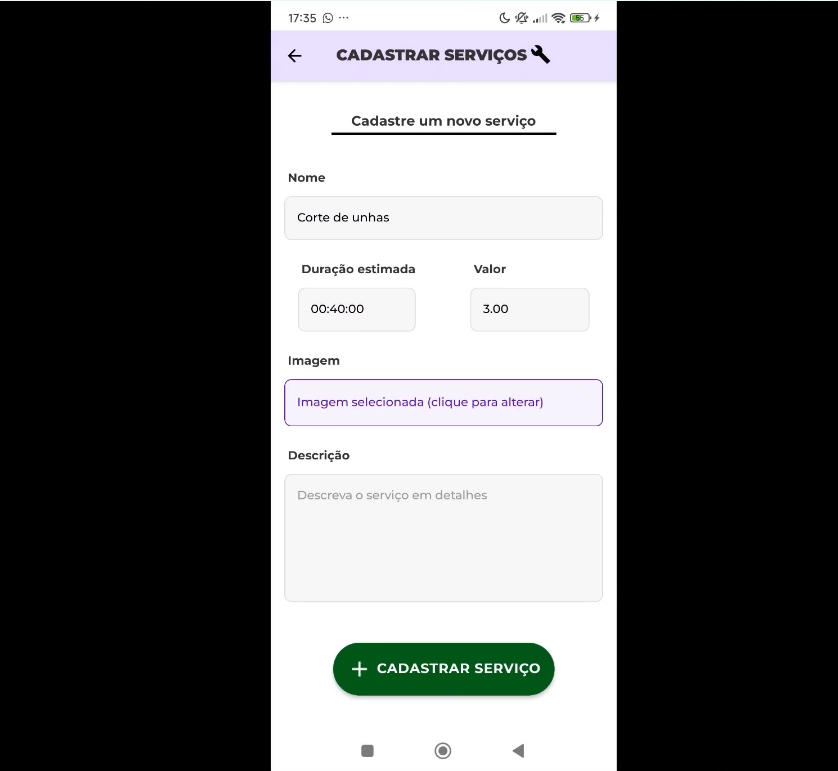 17:35 ...
56
CADASTRAR SERVIÇOS
Cadastre um novo serviço
Nome
Corte de unhas
Duração estimada Valor
00:40:00 3.00
Imagem
Imagem selecionada (clique para alterar)
Descrição
Descreva o serviço em detalhes
+ CADASTRAR SERVIÇO